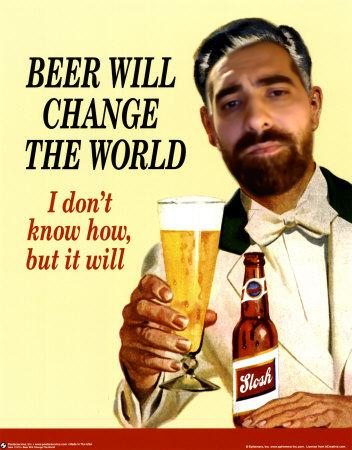 BEER WILL
CHANGE
THE WORLD
I don't
know how,
but it will
Slosh